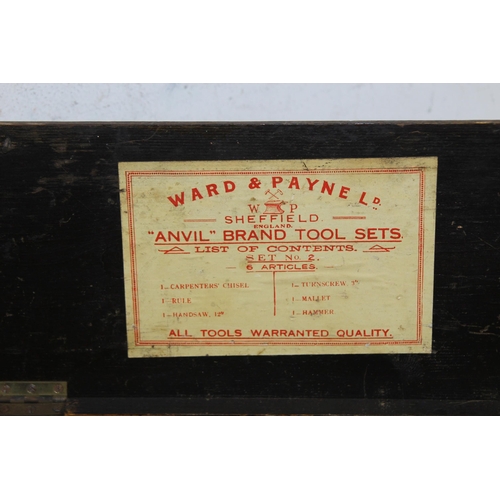 WARD & PAYNE LD.
W P
SHEFFIELD.
ENGLAND.
"ANVIL" BRAND TOOL SETS.
LIST OF CONTENTS.
SET No. 2.
6 ARTICLES.
1- CARPENTERS' CHISEL
1- RULE
1- HANDSAW, 12"
1- TURNSCREW, 3"
1- MALLET
1- HAMMER
ALL TOOLS WARRANTED QUALITY.